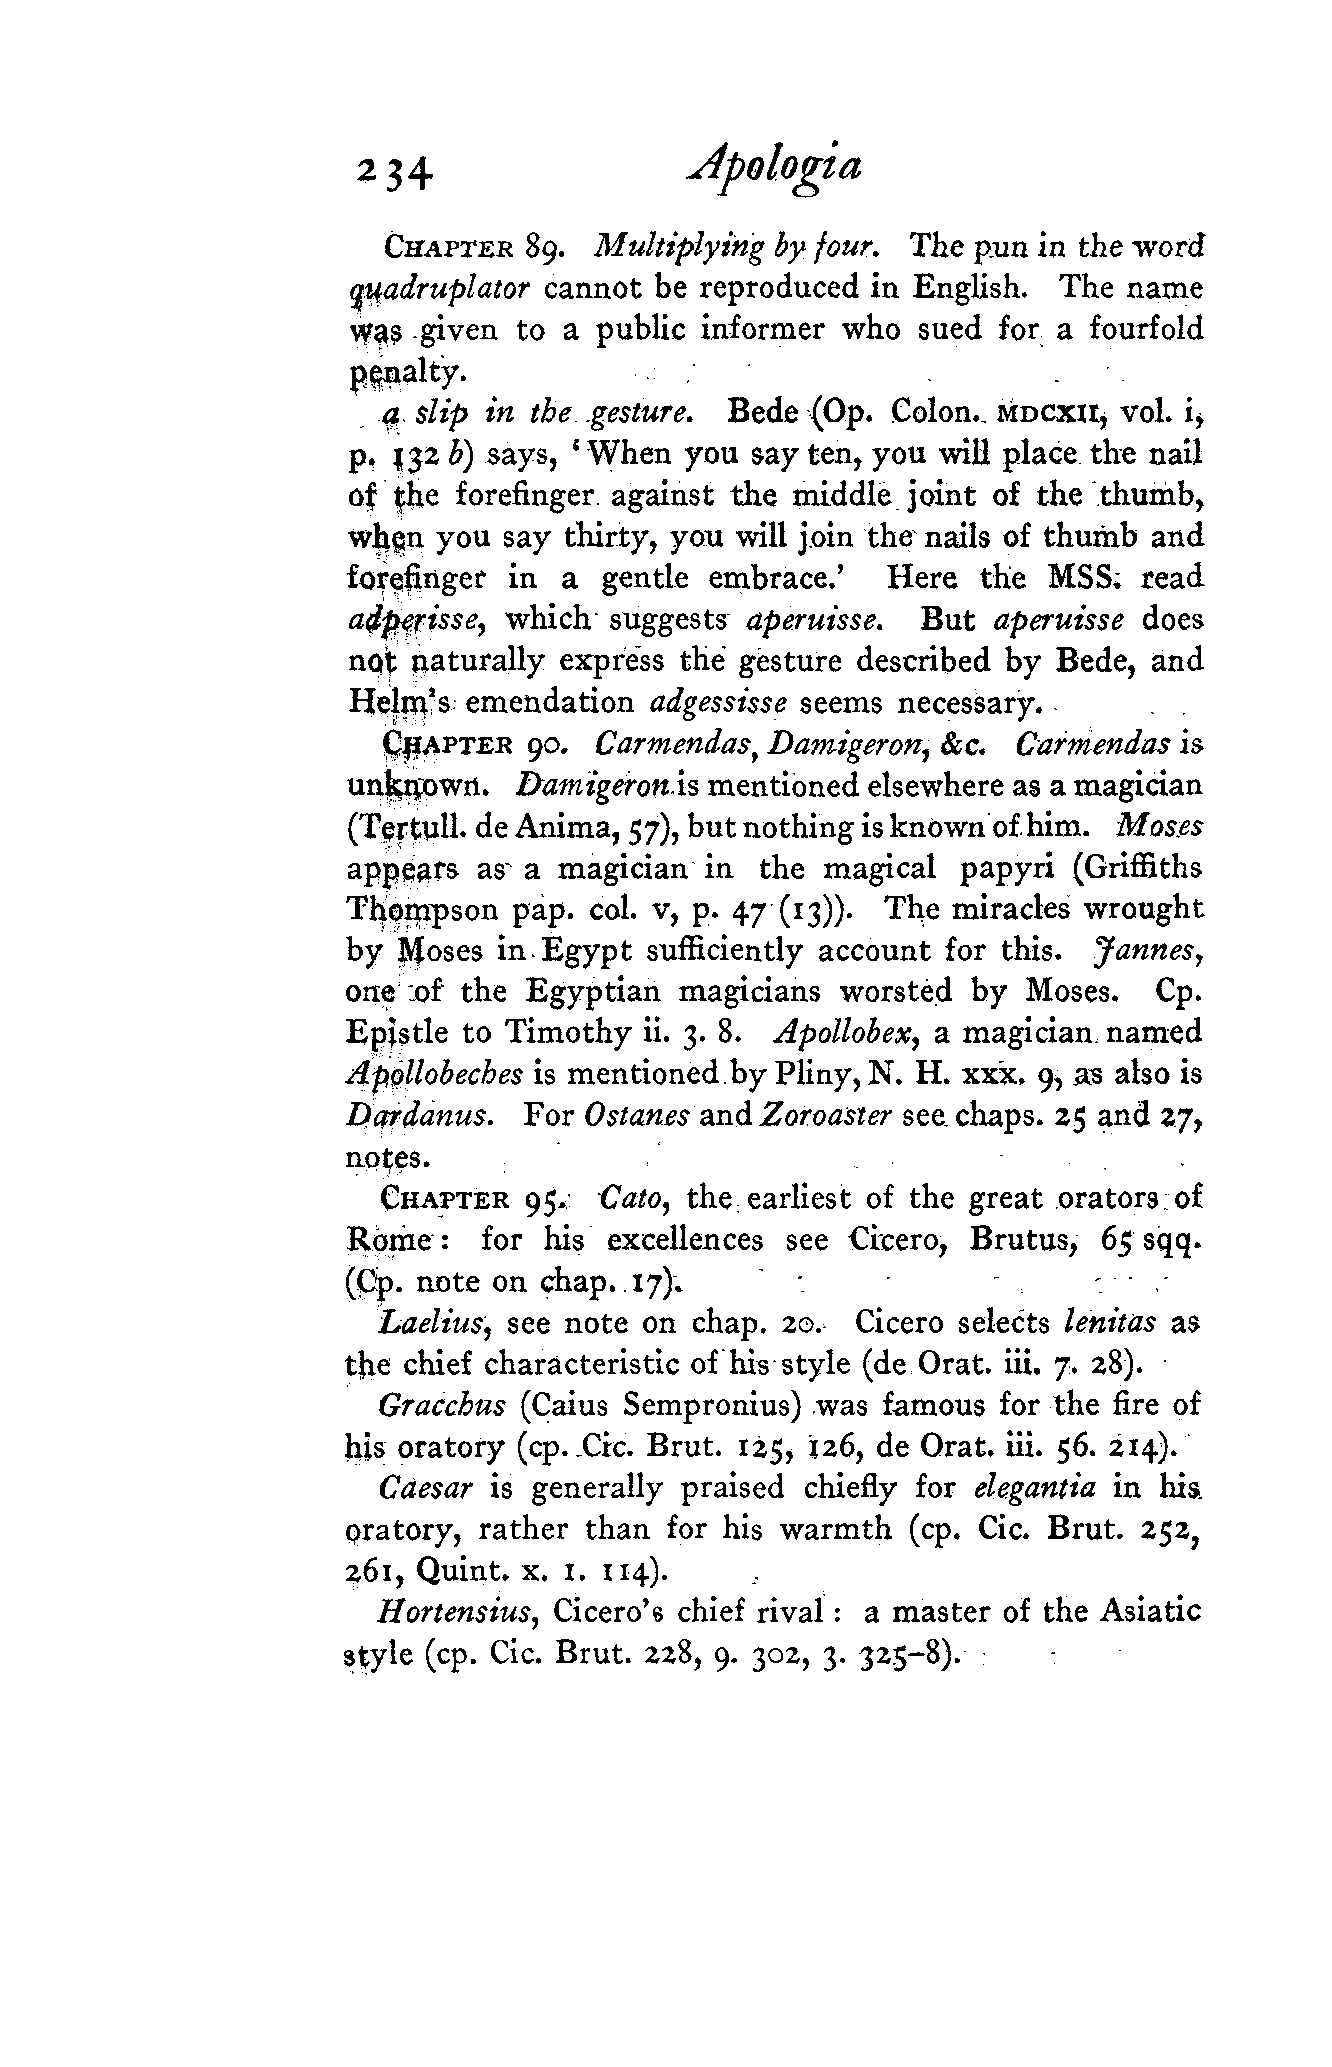 234 Apologia
CHAPTER 89. Multiplying by four. The pun in the word
quadruplator cannot be reproduced in English. The name
was given to a public informer who sued for a fourfold
penalty.
a slip in the gesture. Bede (Op. Colon. MDCXII, vol. i,
p. 132 b) says, ‘When you say ten, you will place the nail
of the forefinger against the middle joint of the thumb,
when you say thirty, you will join the nails of thumb and
forefinger in a gentle embrace.’ Here the MSS. read
adperisse, which suggests aperuisse. But aperuisse does
not naturally express the gesture described by Bede, and
Helm's emendation adgessisse seems necessary.
CHAPTER 90. Carmendas, Damigeron, &c. Carmendas is
unknown. Damigeron is mentioned elsewhere as a magician
(Tertull. de Anima, 57), but nothing is known of him. Moses
appears as a magician in the magical papyri (Griffiths
Thompson pap. col. v, p. 47 (13)). The miracles wrought
by Moses in Egypt sufficiently account for this. Jannes,
one of the Egyptian magicians worsted by Moses. Cp.
Epistle to Timothy ii. 3. 8. Apollobex, a magician named
Apollobeches is mentioned by Pliny, N. H. xxx. 9, as also is
Dardanus. For Ostanes and Zoroaster see chaps. 25 and 27,
notes.
CHAPTER 95. Cato, the earliest of the great orators of
Rome : for his excellences see Cicero, Brutus, 65 sqq.
(Cp. note on chap. 17).
Laelius, see note on chap. 20. Cicero selects lenitas as
the chief characteristic of his style (de Orat. iii. 7. 28).
Gracchus (Caius Sempronius) was famous for the fire of
his oratory (cp. Cic. Brut. 125, 126, de Orat. iii. 56. 214).
Caesar is generally praised chiefly for elegantia in his
oratory, rather than for his warmth (cp. Cic. Brut. 252,
261, Quint. x. 1. 114).
Hortensius, Cicero's chief rival : a master of the Asiatic
style (cp. Cic. Brut. 228, 9. 302, 3. 325–8).